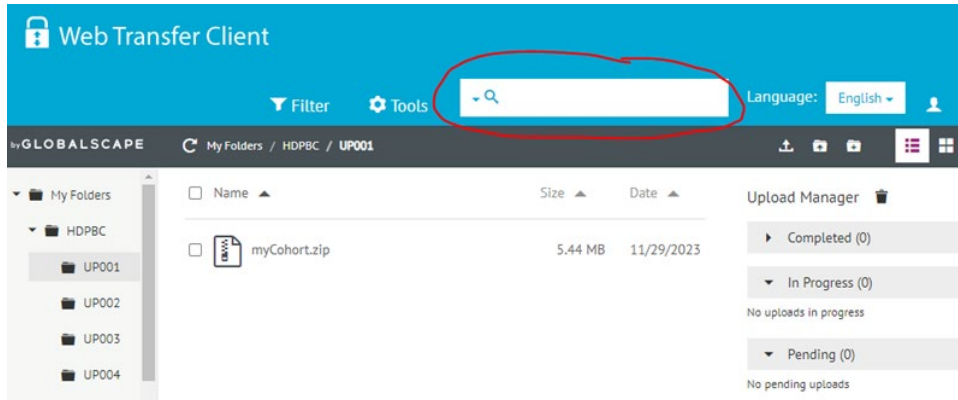 Web Transfer Client
Filter
Tools
Language:
English
by GLOBALSCAPE
My Folders / HDPBC / UP001
My Folders
HDPBC
UP001
UP002
UP003
UP004
Name
Size
Date
myCohort.zip
5.44 MB
11/29/2023
Upload Manager
Completed (0)
In Progress (0)
No uploads in progress
Pending (0)
No pending uploads